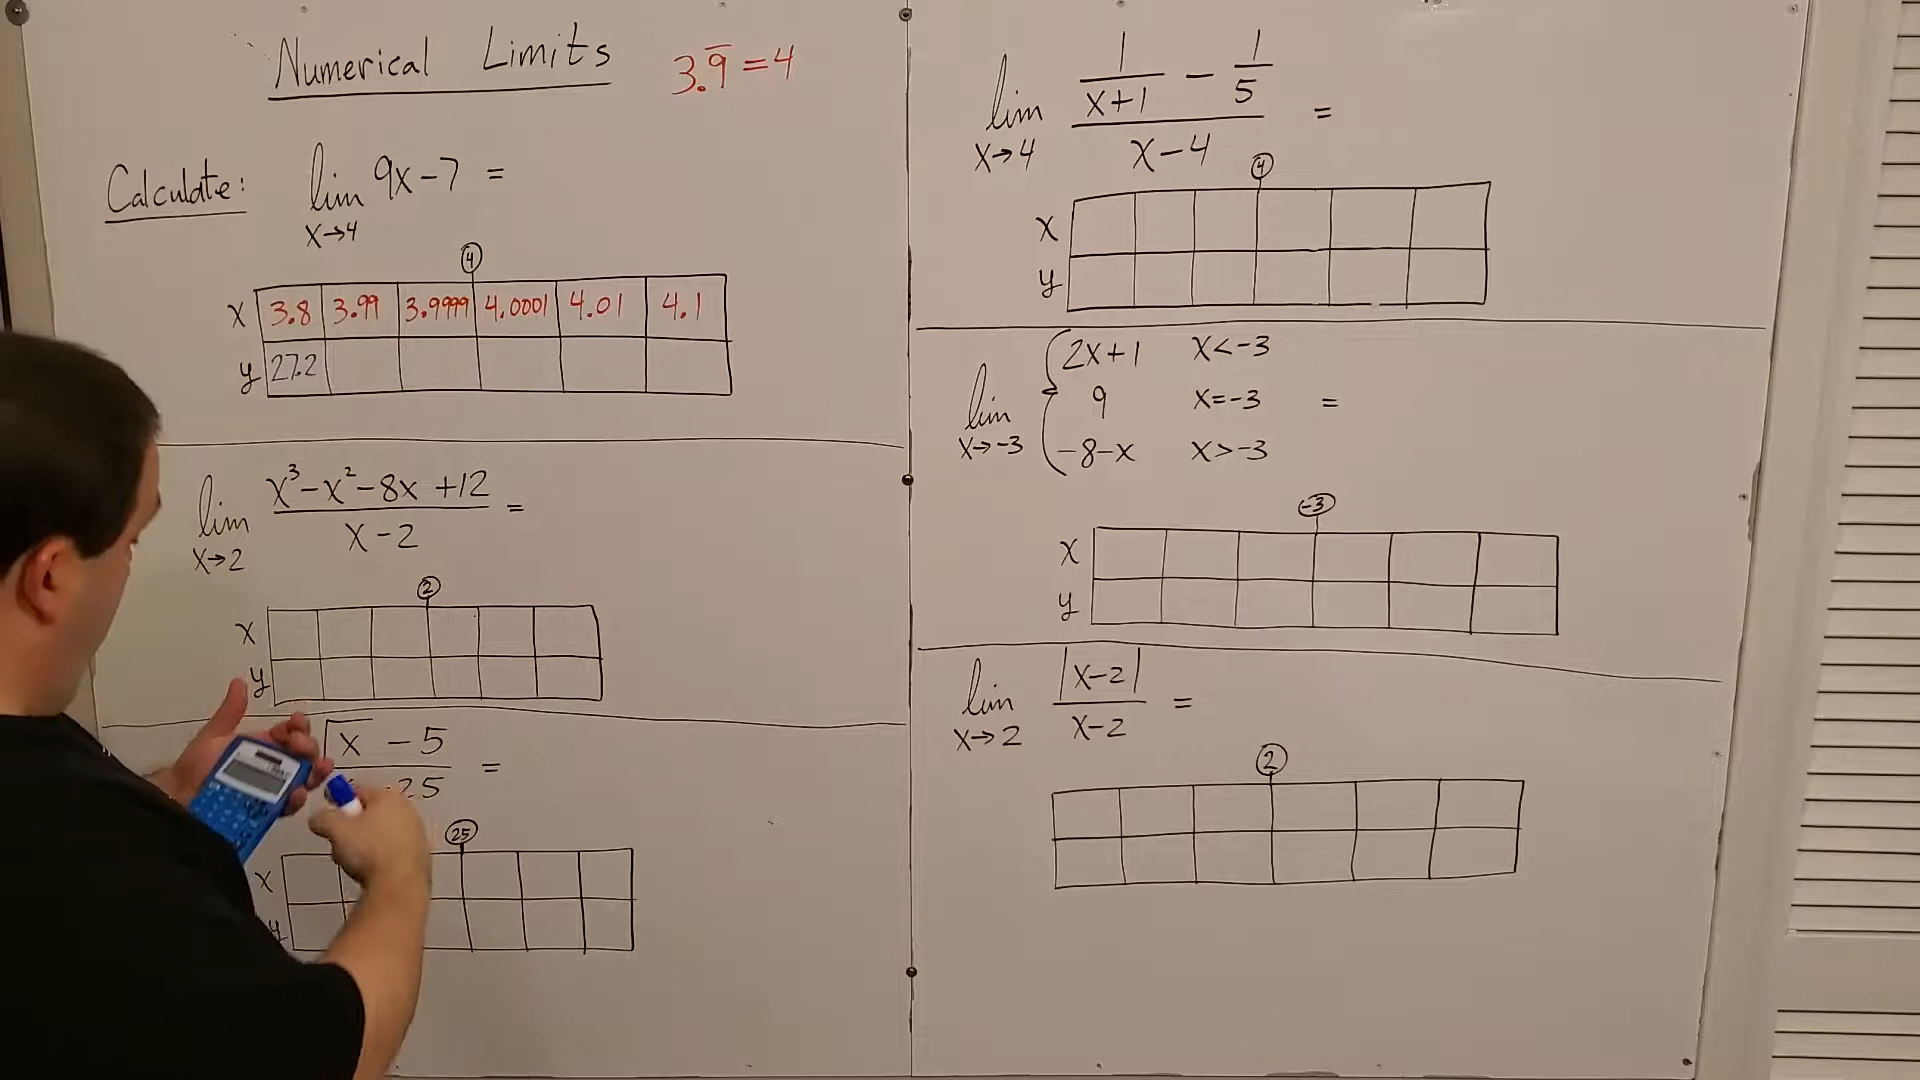 Numerical Limits
3.9̅ = 4
Calculate: lim 9x-7 =
x→4
4
x 3.8 3.99 3.9999 4.0001 4.01 4.1
y 27.2
lim x³-x²-8x+12 =
x-2
x→2
2
x
y
√x - 5 =
25
25
x
y
lim 1/x+1 - 1/5 =
x-4
x→4
4
x
y
2x+1 x<-3
lim 9 x=-3 =
x→-3 -8-x x>-3
-3
x
y
lim |x-2| =
x-2
x→2
2